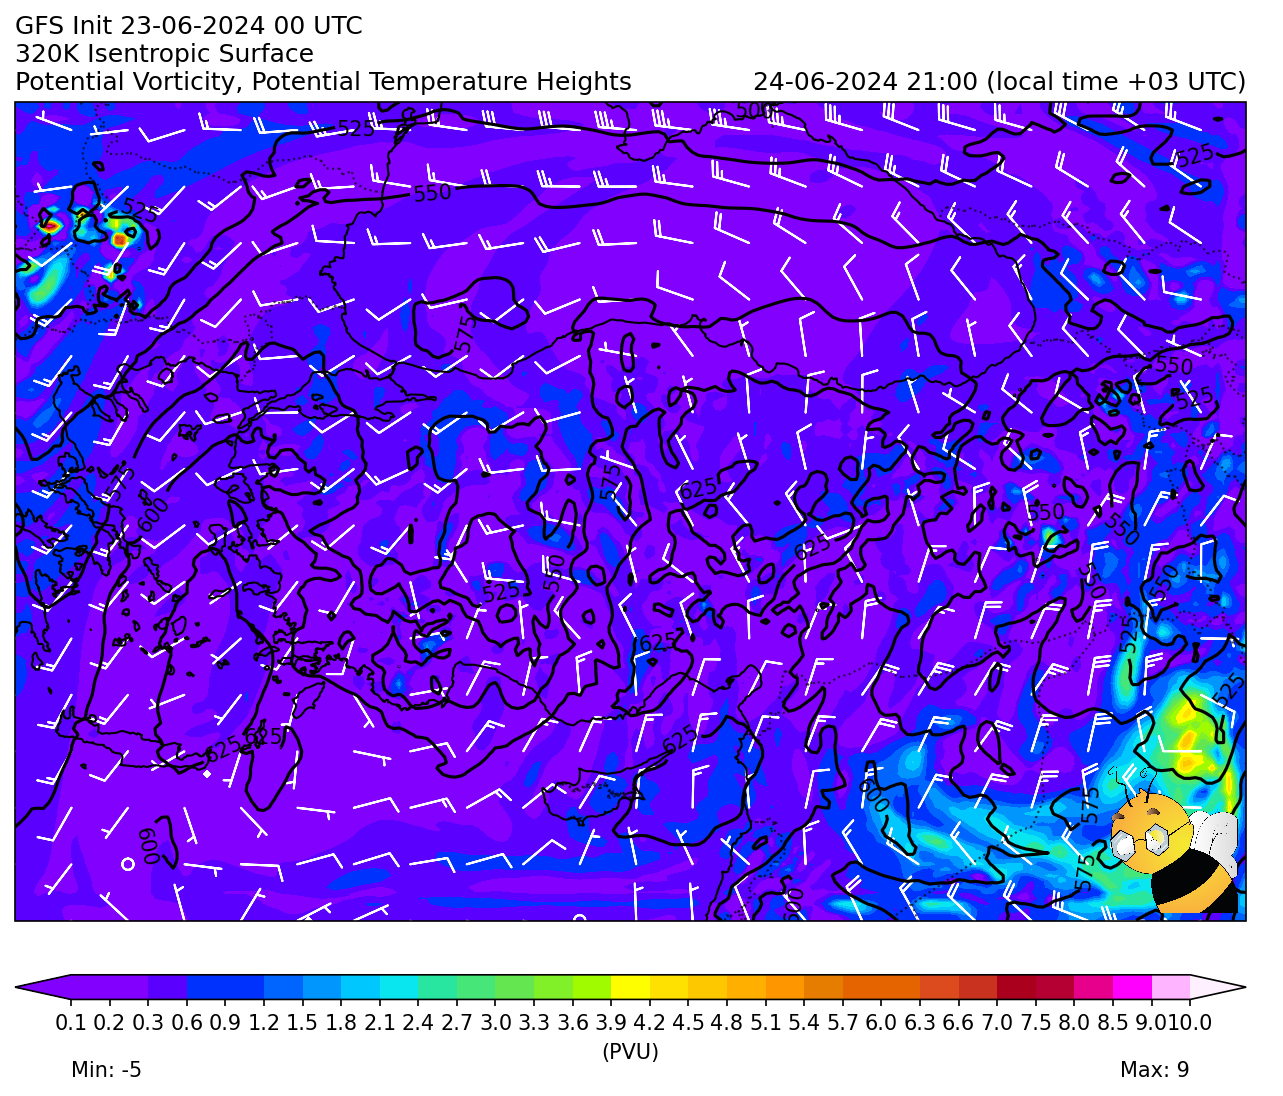 GFS Init 23-06-2024 00 UTC
320K Isentropic Surface
Potential Vorticity, Potential Temperature Heights 24-06-2024 21:00 (local time +03 UTC)
525 500 525
550
525
575 550
525
575 575 625 600 550 550
625
525 550 550 550
625 525
525
625 625 625
600 575
600 575
600
0.1 0.2 0.3 0.6 0.9 1.2 1.5 1.8 2.1 2.4 2.7 3.0 3.3 3.6 3.9 4.2 4.5 4.8 5.1 5.4 5.7 6.0 6.3 6.6 7.0 7.5 8.0 8.5 9.0 10.0
(PVU)
Min: -5 Max: 9